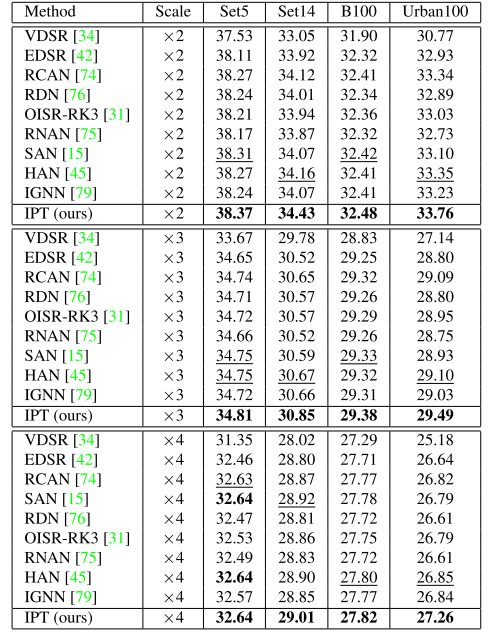 Method Scale Set5 Set14 B100 Urban100
VDSR [34] ×2 37.53 33.05 31.90 30.77
EDSR [42] ×2 38.11 33.92 32.32 32.93
RCAN [74] ×2 38.27 34.12 32.41 33.34
RDN [76] ×2 38.24 34.01 32.34 32.89
OISR-RK3 [31] ×2 38.21 33.94 32.36 33.03
RNAN [75] ×2 38.17 33.87 32.32 32.73
SAN [15] ×2 38.31 34.07 32.42 33.10
HAN [45] ×2 38.27 34.16 32.41 33.35
IGNN [79] ×2 38.24 34.07 32.41 33.23
IPT (ours) ×2 38.37 34.43 32.48 33.76
VDSR [34] ×3 33.67 29.78 28.83 27.14
EDSR [42] ×3 34.65 30.52 29.25 28.80
RCAN [74] ×3 34.74 30.65 29.32 29.09
RDN [76] ×3 34.71 30.57 29.26 28.80
OISR-RK3 [31] ×3 34.72 30.57 29.29 28.95
RNAN [75] ×3 34.66 30.52 29.26 28.75
SAN [15] ×3 34.75 30.59 29.33 28.93
HAN [45] ×3 34.75 30.67 29.32 29.10
IGNN [79] ×3 34.72 30.66 29.31 29.03
IPT (ours) ×3 34.81 30.85 29.38 29.49
VDSR [34] ×4 31.35 28.02 27.29 25.18
EDSR [42] ×4 32.46 28.80 27.71 26.64
RCAN [74] ×4 32.63 28.87 27.77 26.82
SAN [15] ×4 32.64 28.92 27.78 26.79
RDN [76] ×4 32.47 28.81 27.72 26.61
OISR-RK3 [31] ×4 32.53 28.86 27.75 26.79
RNAN [75] ×4 32.49 28.83 27.72 26.61
HAN [45] ×4 32.64 28.90 27.80 26.85
IGNN [79] ×4 32.57 28.85 27.77 26.84
IPT (ours) ×4 32.64 29.01 27.82 27.26